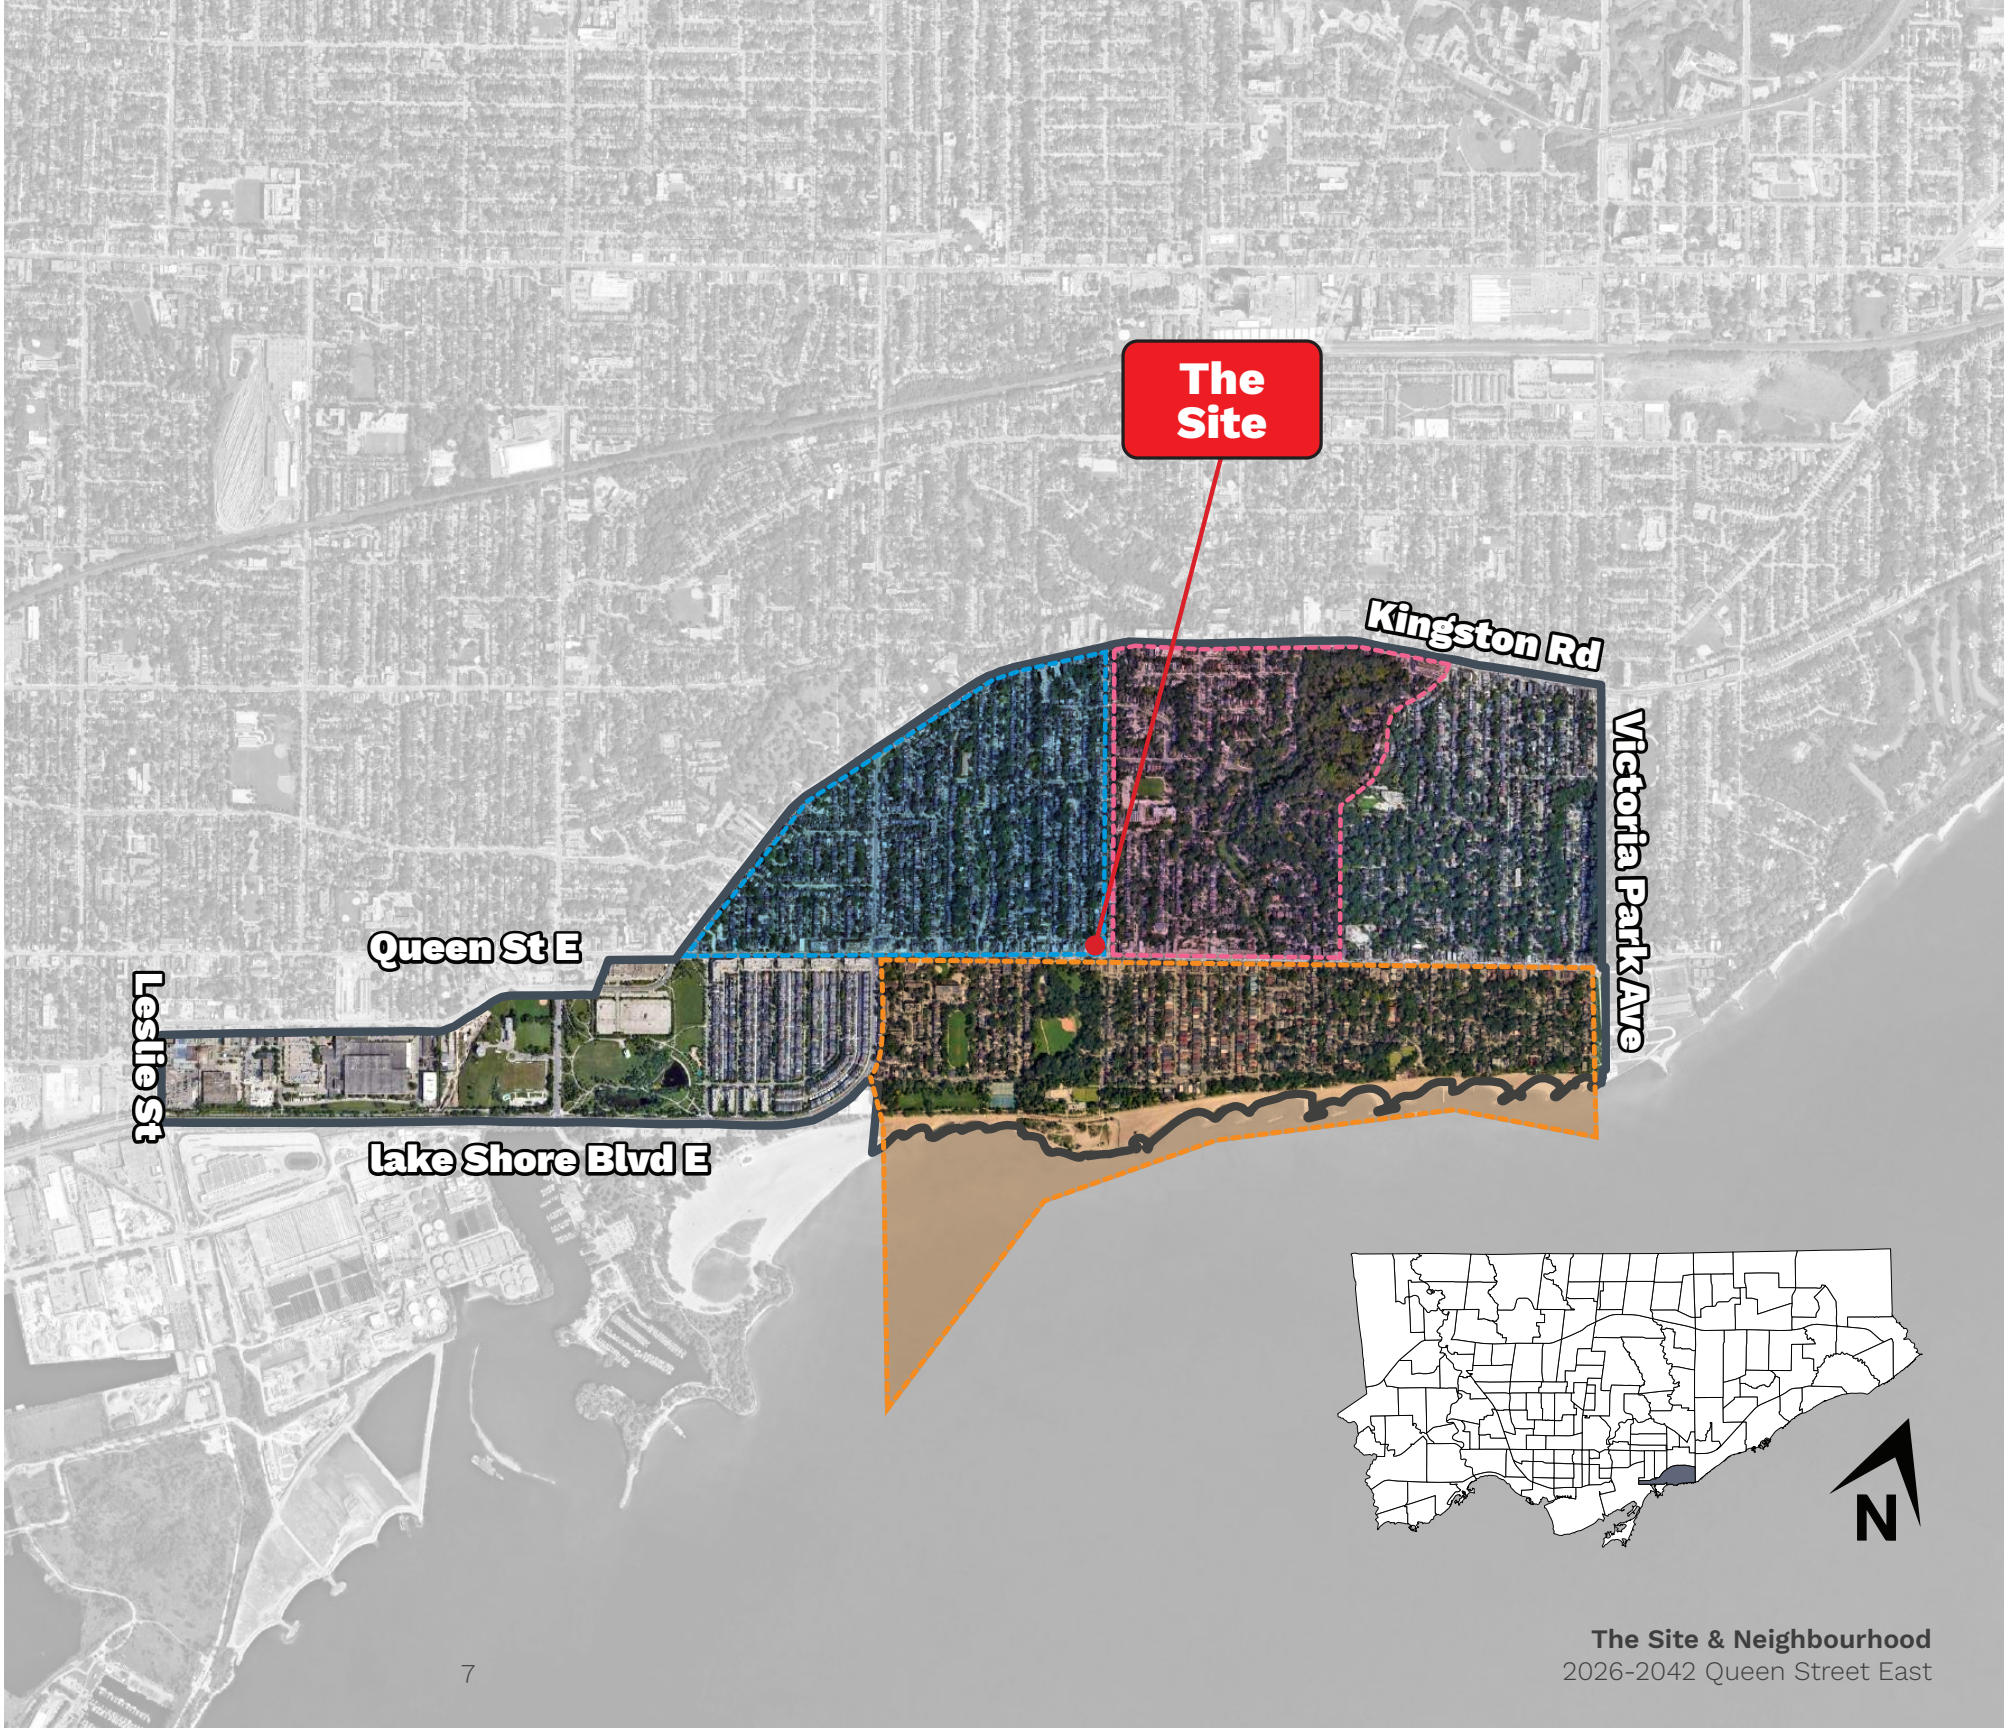 The
Site
Kingston Rd
Victoria Park Ave
Queen St E
Leslie St
lake Shore Blvd E
N
The Site & Neighbourhood
2026-2042 Queen Street East
7